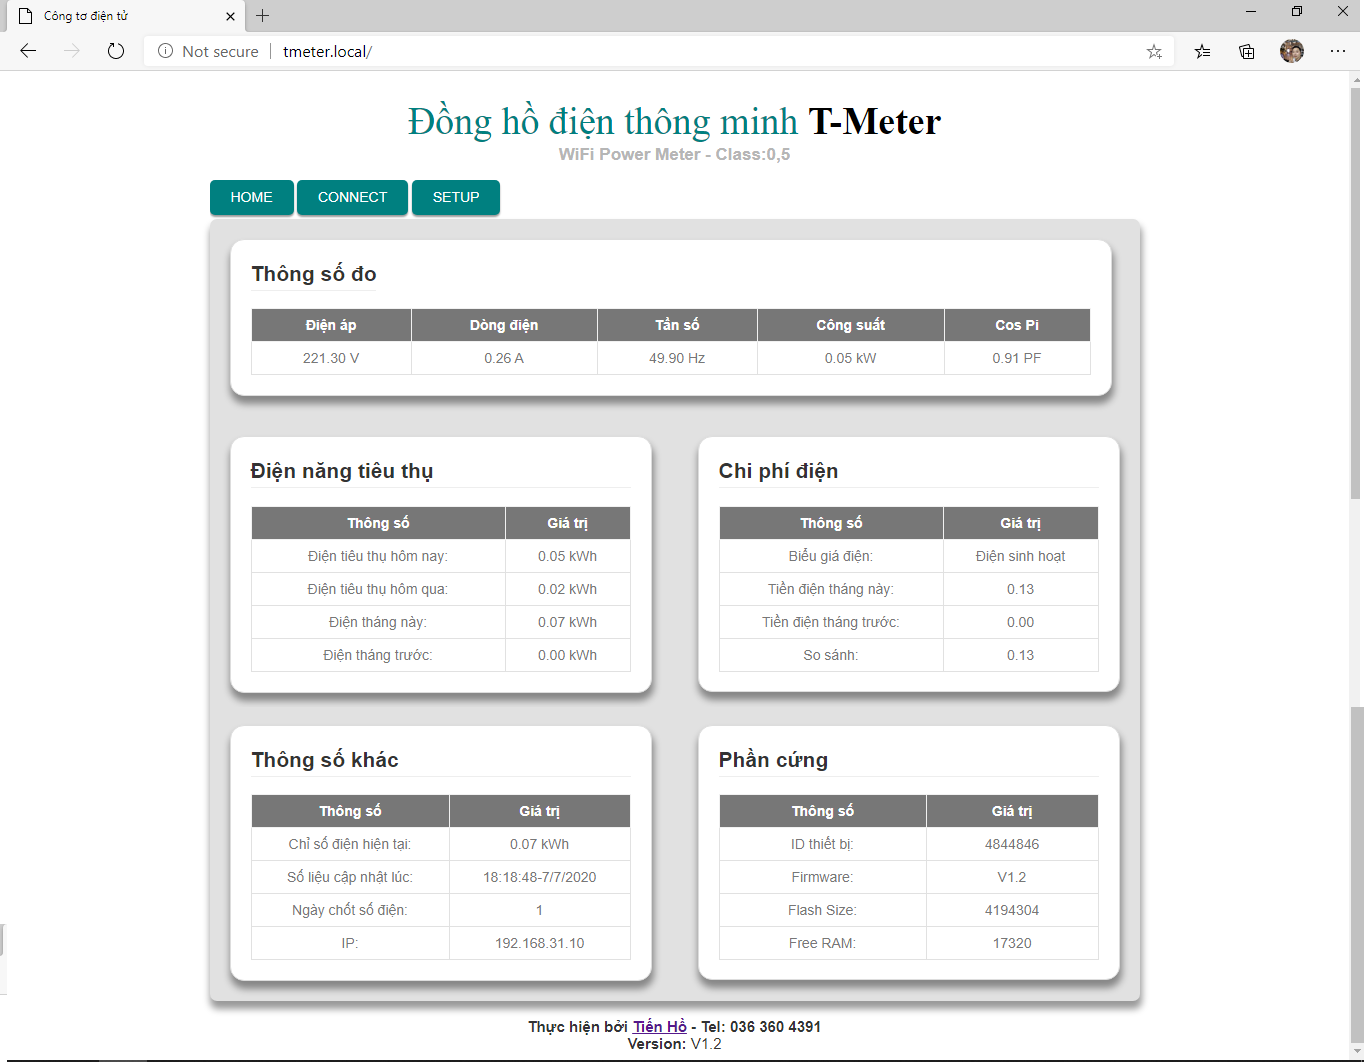 Công tơ điện tử
Not secure tmeter.local/
Đồng hồ điện thông minh T-Meter
WiFi Power Meter - Class:0,5
HOME CONNECT SETUP
Thông số đo
Điện áp Dòng điện Tần số Công suất Cos Pi
221.30 V 0.26 A 49.90 Hz 0.05 kW 0.91 PF
Điện năng tiêu thụ
Thông số Giá trị
Điện tiêu thụ hôm nay: 0.05 kWh
Điện tiêu thụ hôm qua: 0.02 kWh
Điện tháng này: 0.07 kWh
Điện tháng trước: 0.00 kWh
Chi phí điện
Thông số Giá trị
Biểu giá điện: Điện sinh hoạt
Tiền điện tháng này: 0.13
Tiền điện tháng trước: 0.00
So sánh: 0.13
Thông số khác
Thông số Giá trị
Chỉ số điện hiện tại: 0.07 kWh
Số liệu cập nhật lúc: 18:18:48-7/7/2020
Ngày chốt số điện: 1
IP: 192.168.31.10
Phần cứng
Thông số Giá trị
ID thiết bị: 4844846
Firmware: V1.2
Flash Size: 4194304
Free RAM: 17320
Thực hiện bởi Tiến Hồ - Tel: 036 360 4391
Version: V1.2